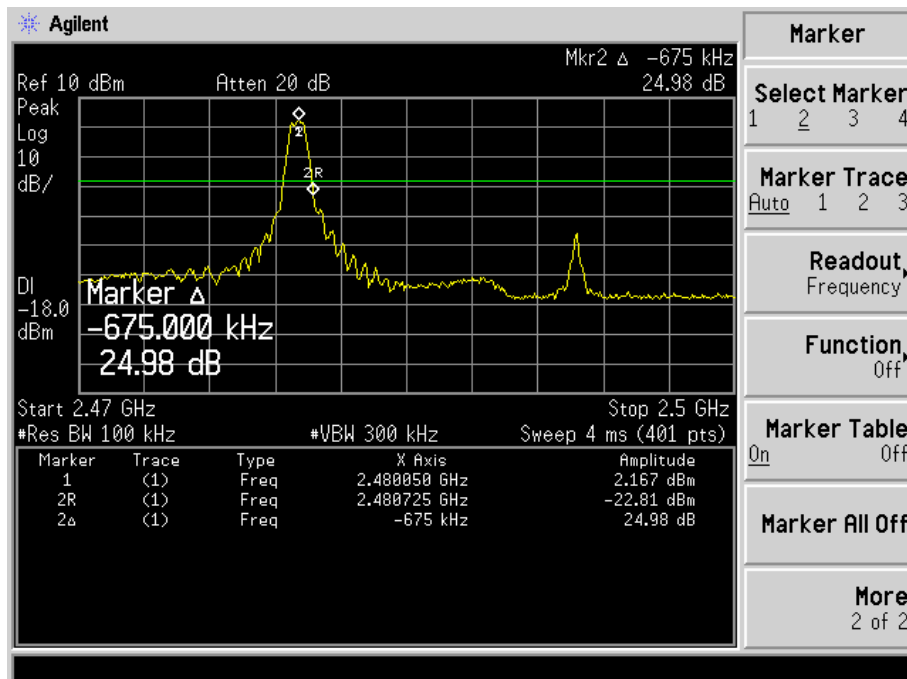 Agilent
Mkr2 Δ -675 kHz
Ref 10 dBm Atten 20 dB 24.98 dB
Peak
Log
10
dB/
2
2R
DI
-18.0
dBm
Marker Δ
-675.000 kHz
24.98 dB
Start 2.47 GHz Stop 2.5 GHz
#Res BW 100 kHz #VBW 300 kHz Sweep 4 ms (401 pts)
Marker Trace Type X Axis Amplitude
1 (1) Freq 2.480050 GHz 2.167 dBm
2R (1) Freq 2.480725 GHz -22.81 dBm
2Δ (1) Freq -675 kHz 24.98 dB
Marker
Select Marker
1 2 3 4
Marker Trace
Auto 1 2 3
Readout
Frequency
Function
Off
Marker Table
On Off
Marker All Off
More
2 of 2